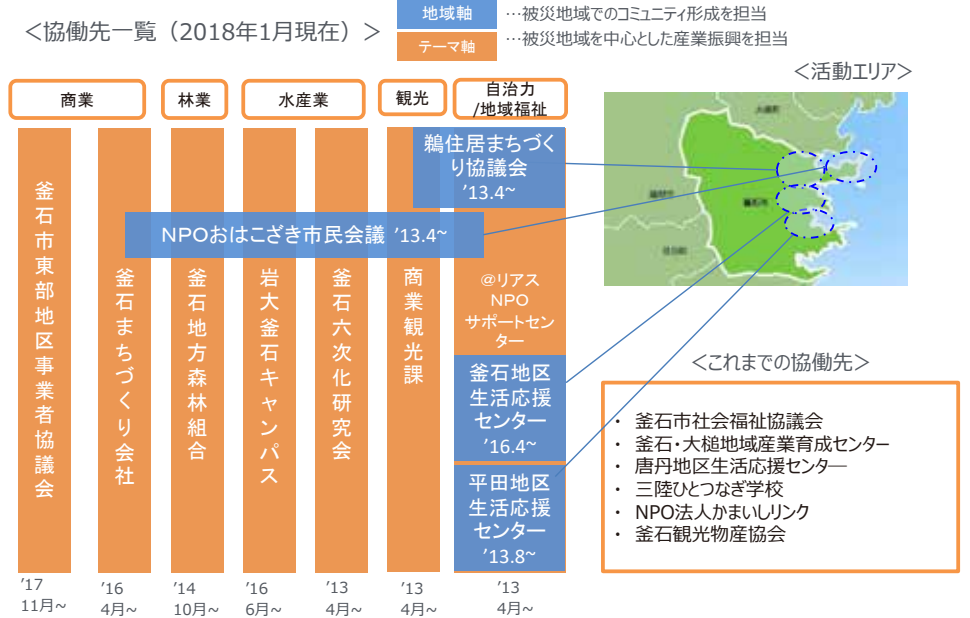 ＜協働先一覧（2018年1月現在）＞
地域軸
…被災地域でのコミュニティ形成を担当
テーマ軸
…被災地域を中心とした産業振興を担当
商業
林業
水産業
観光
自治力
/地域福祉
＜活動エリア＞
鵜住居まちづく
り協議会
'13.4~
NPOおはこざき市民会議 '13.4~
釜石市東部地区事業者協議会
釜石まちづくり会社
釜石地方森林組合
岩大釜石キャンパス
釜石六次化研究会
商業観光課
@リアス
NPO
サポートセン
ター
釜石地区
生活応援
センター
'16.4~
平田地区
生活応援
センター
'13.8~
'17
11月~
'16
4月~
'14
10月~
'16
6月~
'13
4月~
'13
4月~
'13
4月~
釜石市
＜これまでの協働先＞
・ 釜石市社会福祉協議会
・ 釜石・大槌地域産業育成センター
・ 唐丹地区生活応援センター
・ 三陸ひとつなぎ学校
・ NPO法人かまいしリンク
・ 釜石観光物産協会